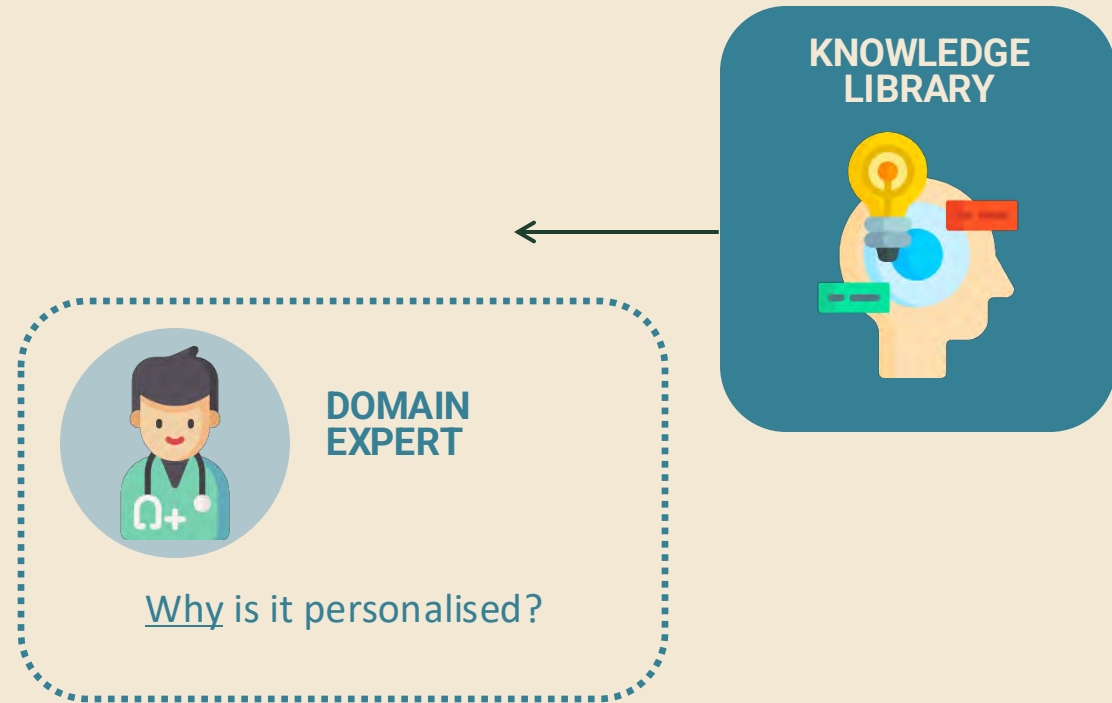 KNOWLEDGE
LIBRARY
DOMAIN
EXPERT
Why is it personalised?